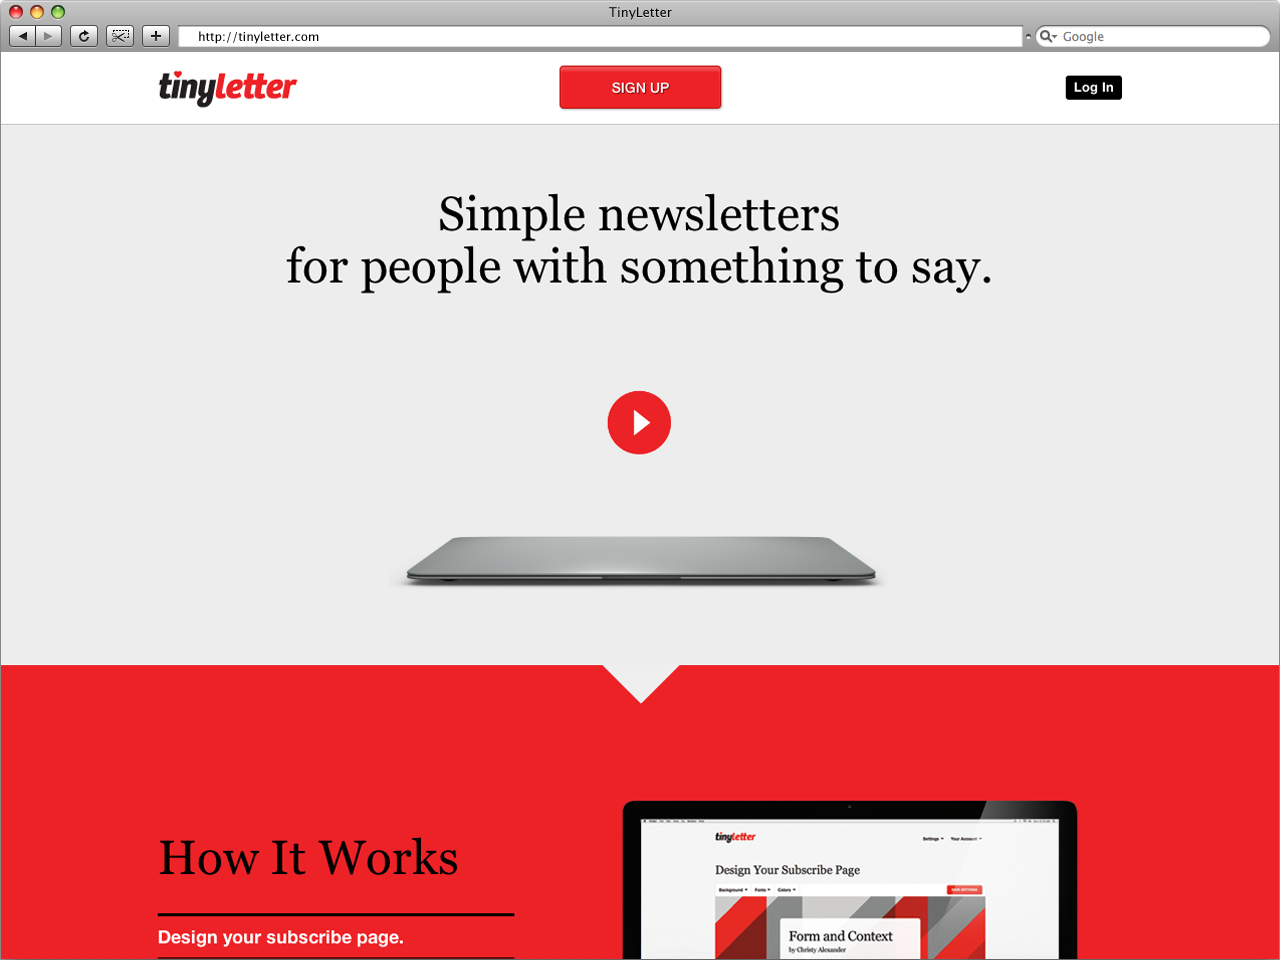 TinyLetter
http://tinyletter.com
Google
tinyletter
SIGN UP
Log In
Simple newsletters
for people with something to say.
How It Works
Design your subscribe page.
tinyletter
Settings
Your Account
Design Your Subscribe Page
Background
Fonts
Colors
SAVE SETTINGS
Form and Context
by Christy Alexander